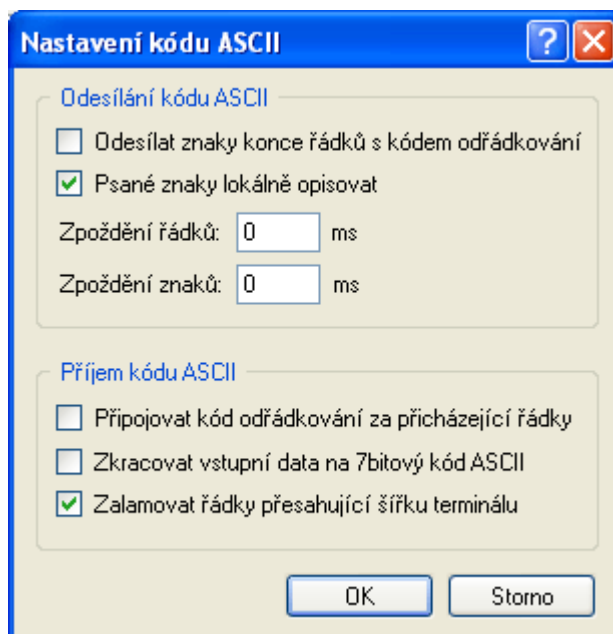 Nastavení kódu ASCII
Odesílání kódu ASCII
Odesílat znaky konce řádků s kódem odřádkování
Psané znaky lokálně opisovat
Zpoždění řádků: 0 ms
Zpoždění znaků: 0 ms
Příjem kódu ASCII
Připojovat kód odřádkování za přicházející řádky
Zkracovat vstupní data na 7bitový kód ASCII
Zalamovat řádky přesahující šířku terminálu
OK Storno